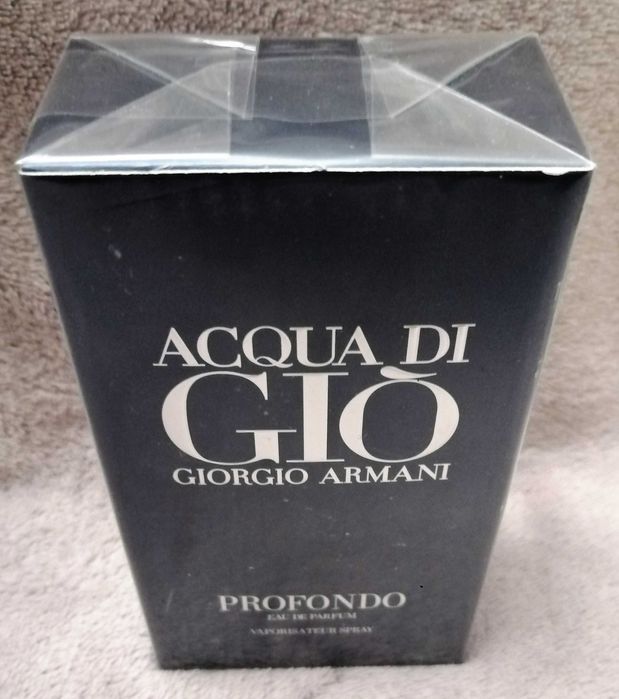 ACQUA DI
GIÒ
GIORGIO ARMANI
PROFONDO
EAU DE PARFUM
VAPORISATEUR SPRAY